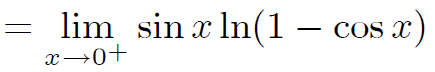 = lim x→0⁺ sin x ln(1 − cos x)